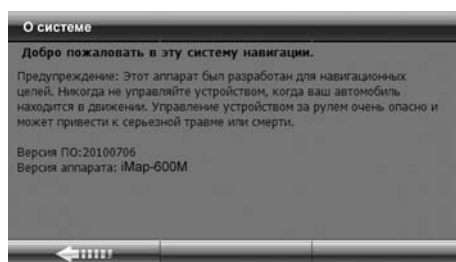 О системе
Добро пожаловать в эту систему навигации.
Предупреждение: Этот аппарат был разработан для навигационных
целей. Никогда не управляйте устройством, когда ваш автомобиль
находится в движении. Управление устройством за рулем очень опасно и
может привести к серьезной травме или смерти.
Версия ПО:20100706
Версия аппарата: iMap-600M